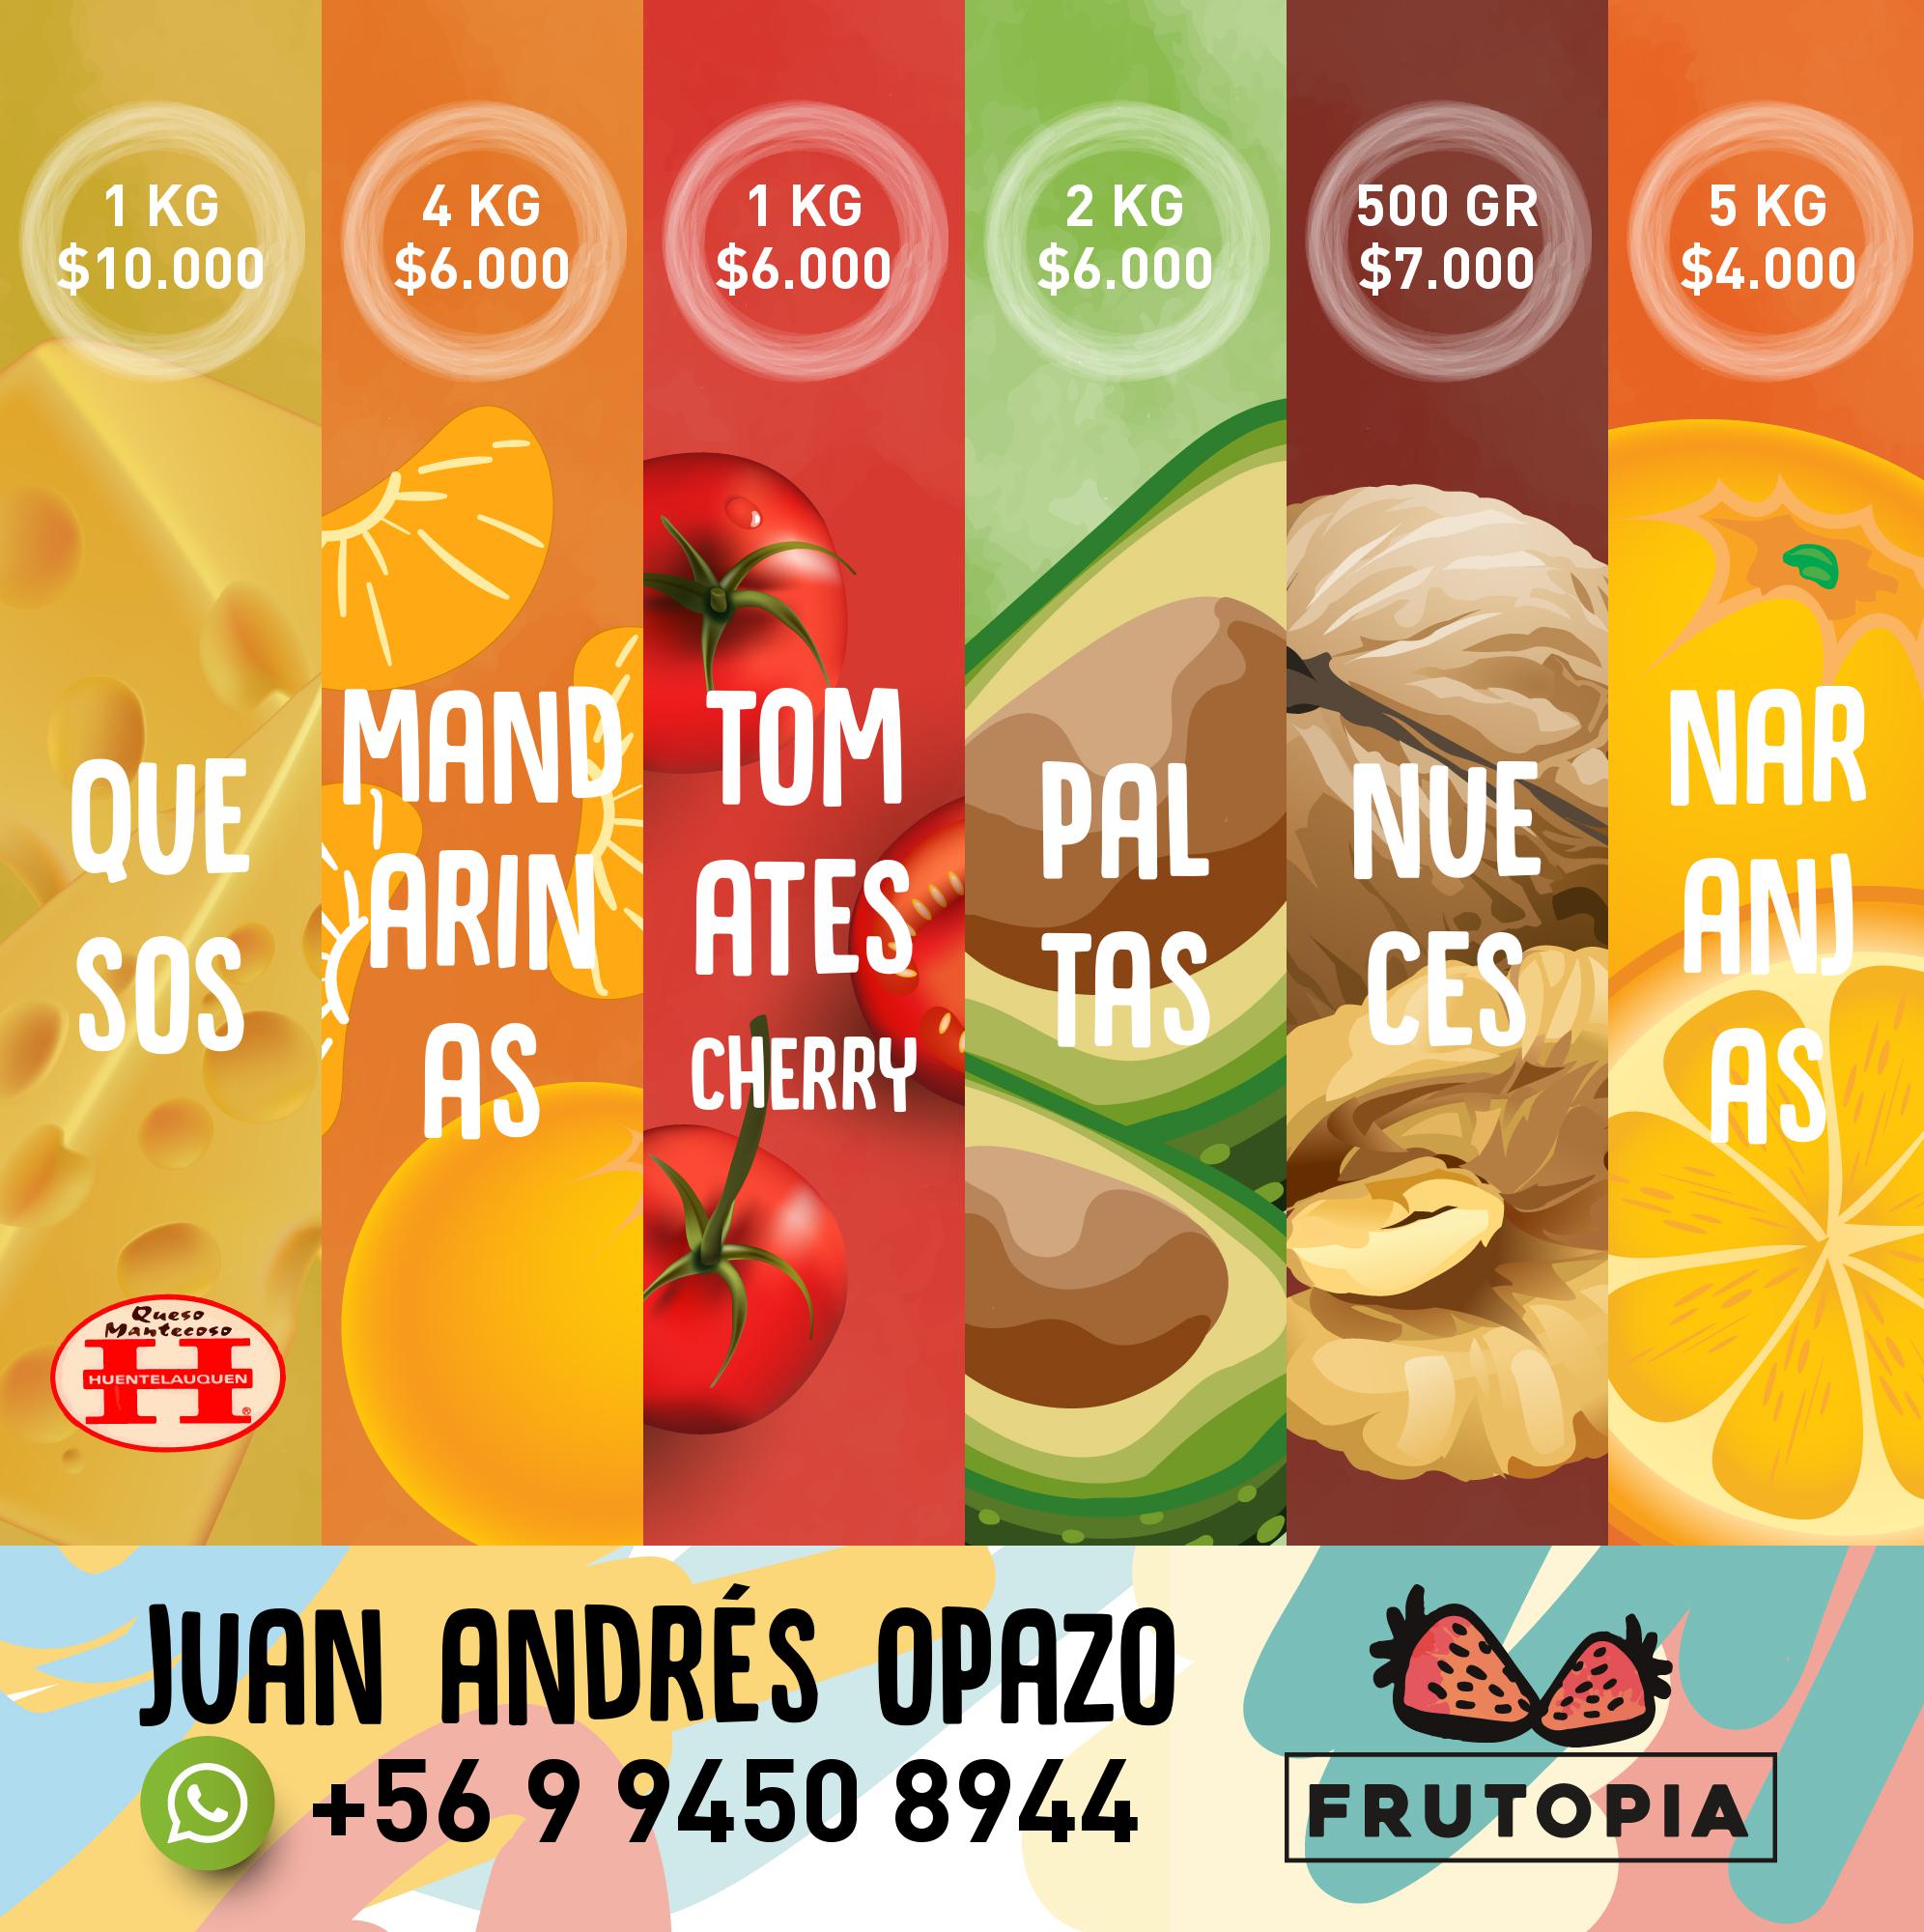 1 KG
$10.000
QUE
SOS
Queso
Mantecoso
H
HUENTELAUQUEN
®
4 KG
$6.000
MAND
ARIN
AS
1 KG
$6.000
TOM
ATES
CHERRY
2 KG
$6.000
PAL
TAS
500 GR
$7.000
NUE
CES
5 KG
$4.000
NAR
ANJ
AS
JUAN ANDRÉS OPAZO
+56 9 9450 8944
FRUTOPIA